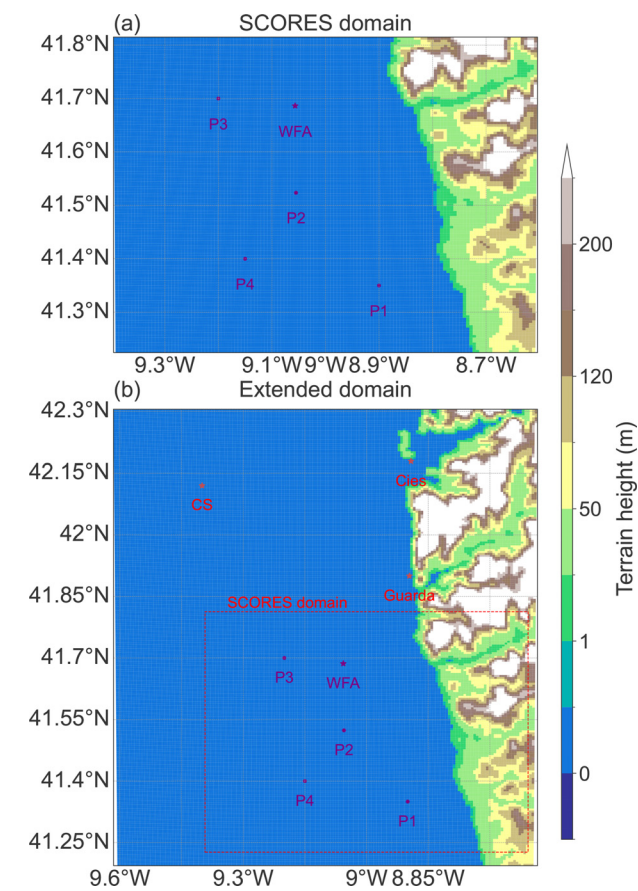 (a)
SCORES domain
41.8°N
41.7°N
41.6°N
41.5°N
41.4°N
41.3°N
P3
WFA
P2
P4
P1
9.3°W 9.1°W 9°W 8.9°W 8.7°W
(b)
Extended domain
42.3°N
42.15°N
42°N
41.85°N
41.7°N
41.55°N
41.4°N
41.25°N
CS
Cies
Guarda
SCORES domain
P3
WFA
P2
P4
P1
9.6°W 9.3°W 9°W 8.85°W
200
120
50
1
0
Terrain height (m)